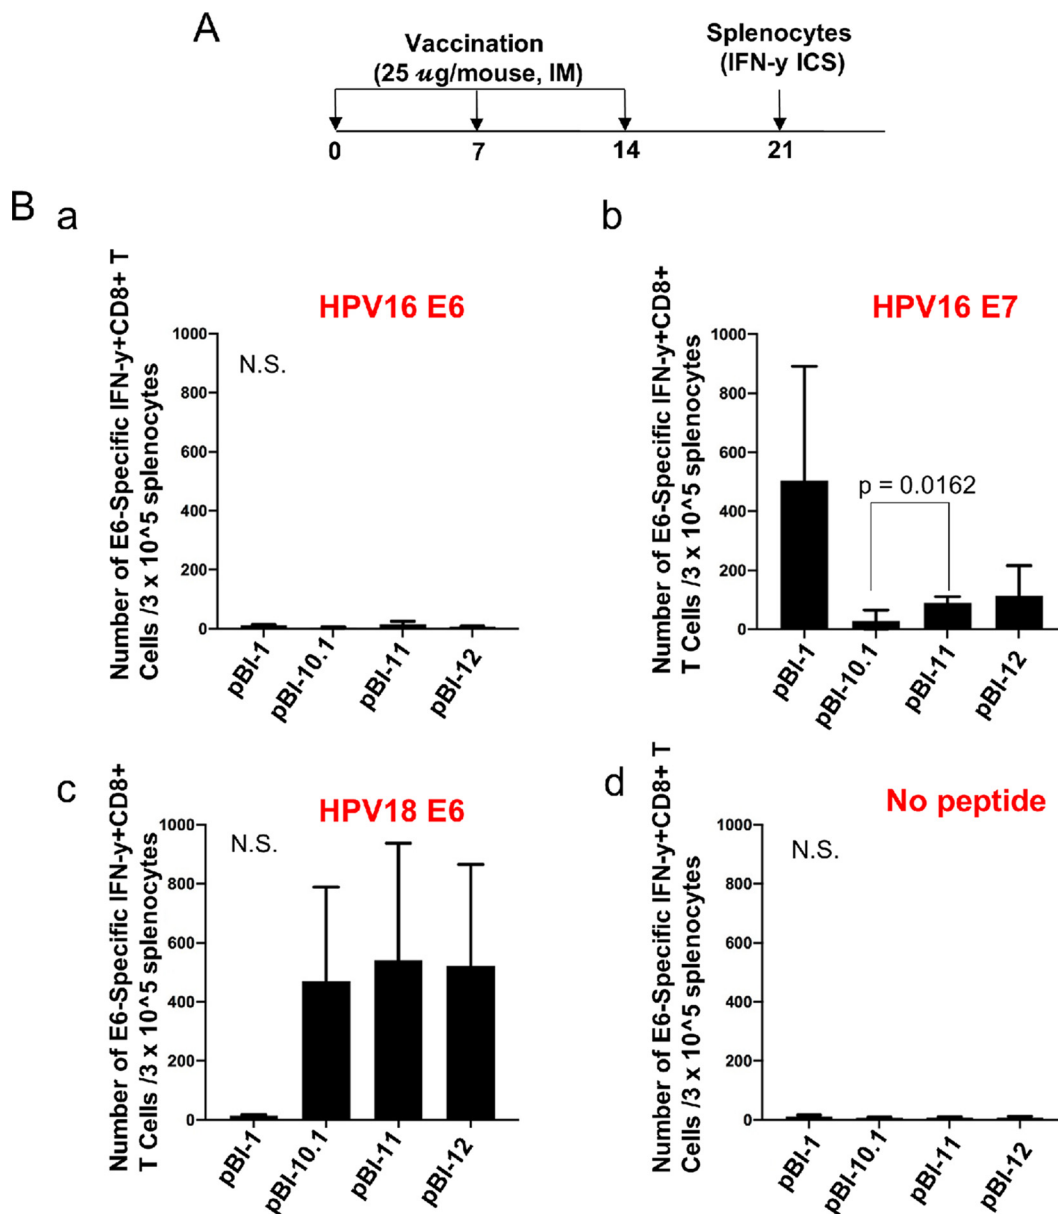 A
Vaccination
(25 ug/mouse, IM)
Splenocytes
(IFN-y ICS)
0
7
14
21
B
a
Number of E6-Specific IFN-y+CD8+ T
Cells /3 x 10^5 splenocytes
HPV16 E6
N.S.
1000
800
600
400
200
0
pBI-1
pBI-10.1
pBI-11
pBI-12
b
Number of E6-Specific IFN-y+CD8+
T Cells /3 x 10^5 splenocytes
HPV16 E7
1000
800
600
400
200
0
p = 0.0162
pBI-1
pBI-10.1
pBI-11
pBI-12
c
Number of E6-Specific IFN-y+CD8+
T Cells /3 x 10^5 splenocytes
HPV18 E6
N.S.
1000
800
600
400
200
0
pBI-1
pBI-10.1
pBI-11
pBI-12
d
Number of E6-Specific IFN-y+CD8+ T
Cells /3 x 10^5 splenocytes
No peptide
N.S.
1000
800
600
400
200
0
pBI-1
pBI-10.1
pBI-11
pBI-12